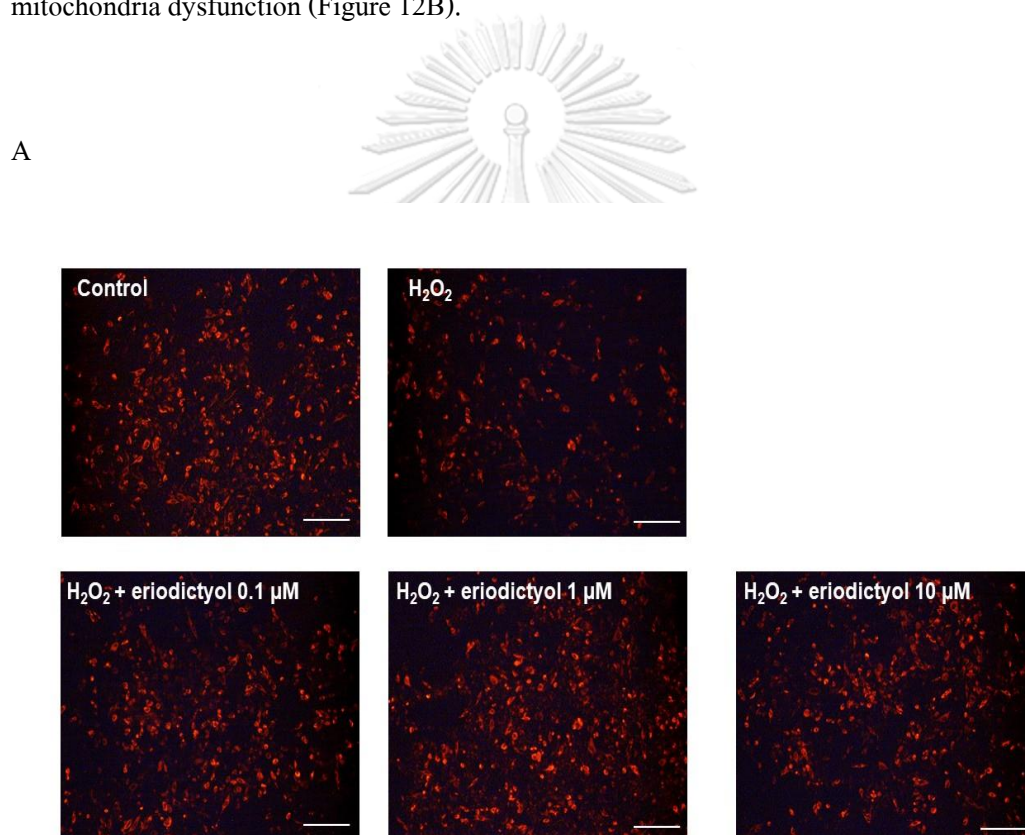 mitochondria dysfunction (Figure 12B).
A
Control
H₂O₂
H₂O₂ + eriodictyol 0.1 µM
H₂O₂ + eriodictyol 1 µM
H₂O₂ + eriodictyol 10 µM